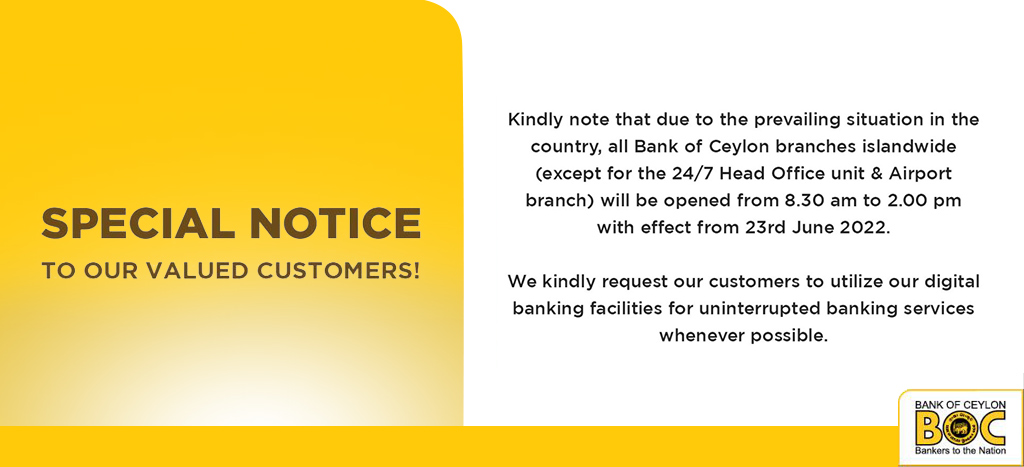 SPECIAL NOTICE
TO OUR VALUED CUSTOMERS!
Kindly note that due to the prevailing situation in the
country, all Bank of Ceylon branches islandwide
(except for the 24/7 Head Office unit & Airport
branch) will be opened from 8.30 am to 2.00 pm
with effect from 23rd June 2022.
We kindly request our customers to utilize our digital
banking facilities for uninterrupted banking services
whenever possible.
BANK OF CEYLON
BOC
Bankers to the Nation